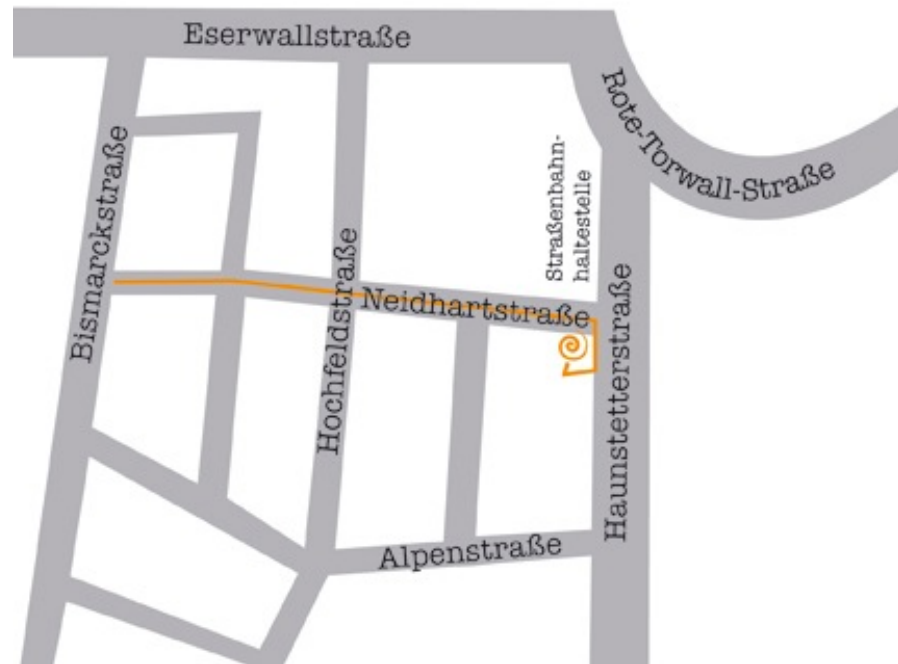 Eserwallstraße
Rote-Torwall-Straße
Bismarckstraße
Straßenbahn-
haltestelle
Hochfeldstraße
Neidhartstraße
Haunstetterstraße
Alpenstraße